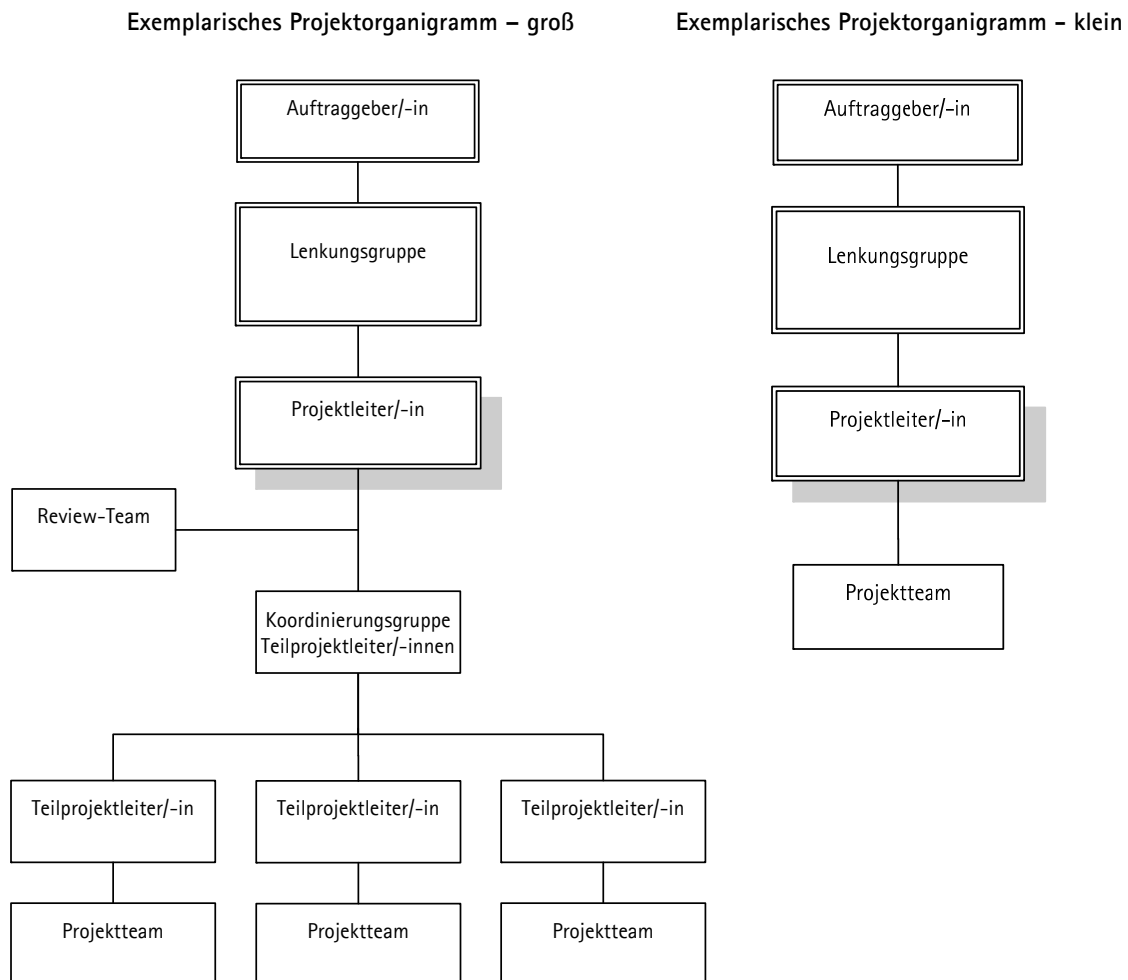 Exemplarisches Projektorganigramm – groß
Auftraggeber/-in
Lenkungsgruppe
Projektleiter/-in
Review-Team
Koordinierungsgruppe
Teilprojektleiter/-innen
Teilprojektleiter/-in
Teilprojektleiter/-in
Teilprojektleiter/-in
Projektteam
Projektteam
Projektteam
Exemplarisches Projektorganigramm - klein
Auftraggeber/-in
Lenkungsgruppe
Projektleiter/-in
Projektteam